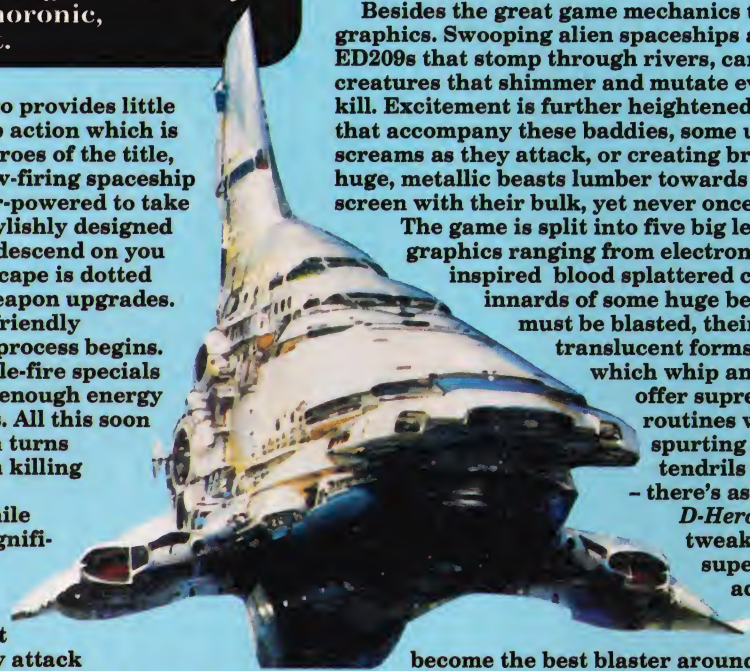 moronic,
t.
o provides little
o action which is
roes of the title,
w-firing spaceship
r-powered to take
ylishly designed
descend on you
cape is dotted
eapon upgrades.
friendly
process begins.
le-fire specials
enough energy
s. All this soon
n turns
n killing
ile
gnifi-
t
y attack
Besides the great game mechanics t
graphics. Swooping alien spaceships a
ED209s that stomp through rivers, car
creatures that shimmer and mutate ev
kill. Excitement is further heightened
that accompany these baddies, some u
screams as they attack, or creating br
huge, metallic beasts lumber towards
screen with their bulk, yet never once
The game is split into five big le
graphics ranging from electron
inspired blood splattered c
innards of some huge be
must be blasted, thei
translucent forms
which whip an
offer supre
routines v
spurting
tendrils
– there's as
D-Hero
tweak
supe
ac
become the best blaster around